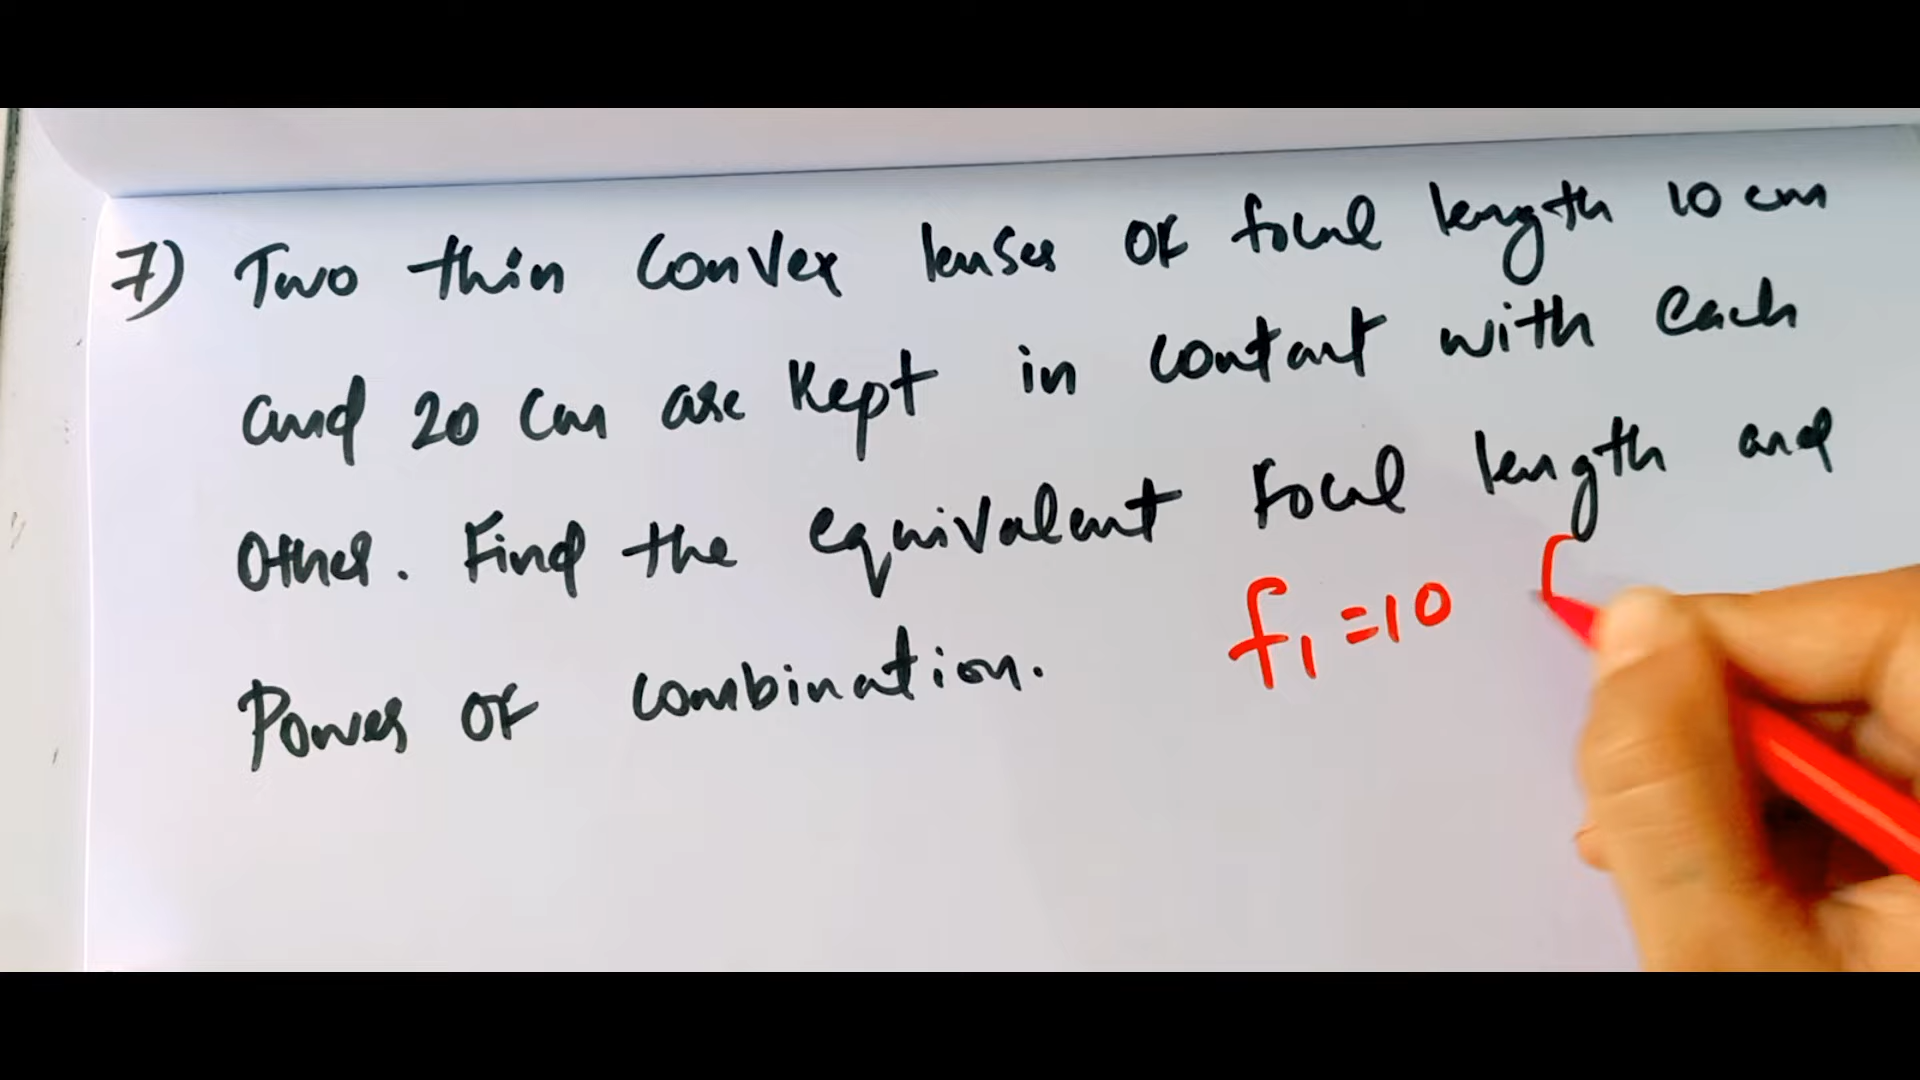 7) Two thin convex lenses of focal length 10 cm
and 20 cm are kept in contant with each
other. Find the equivalent focal length and
Power of combination.
f₁ = 10 C